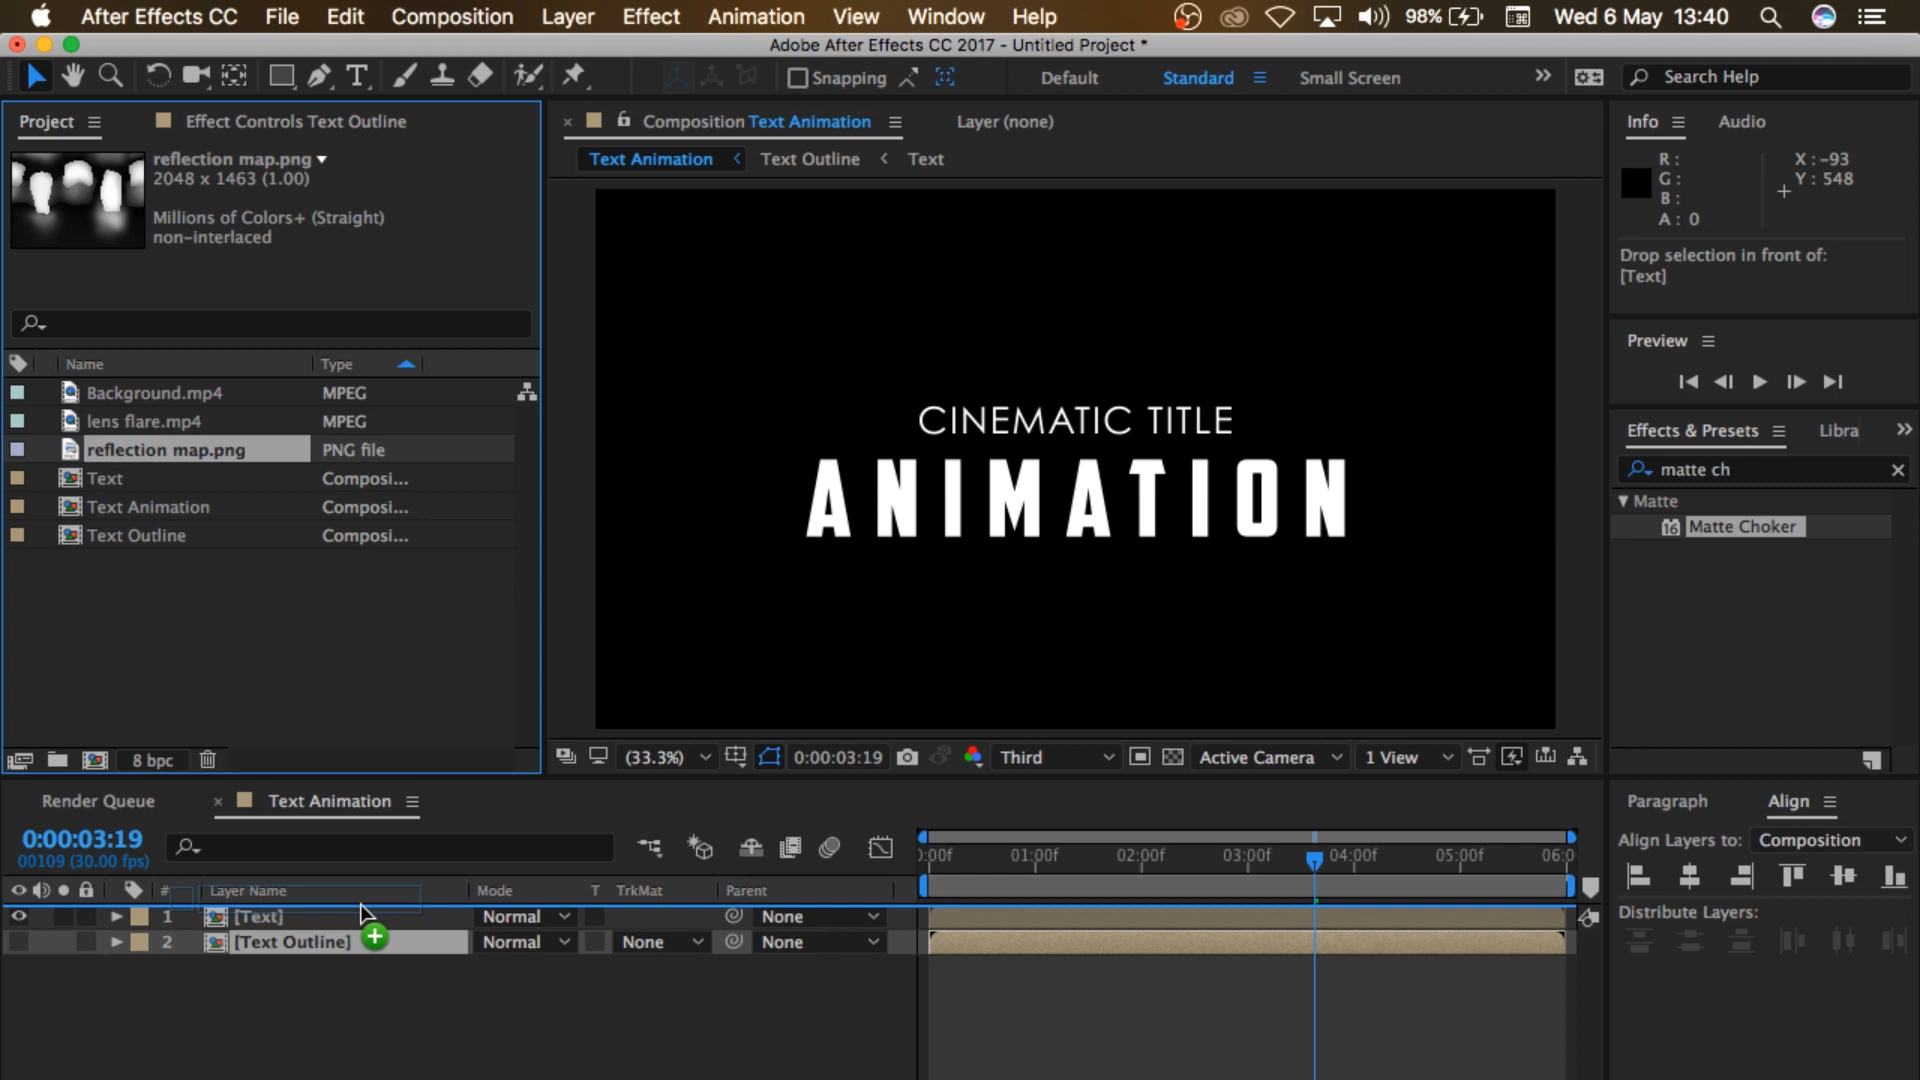 After Effects CC File Edit Composition Layer Effect Animation View Window Help 98% Wed 6 May 13:40
Adobe After Effects CC 2017 - Untitled Project *
Snapping Default Standard Small Screen Search Help
Project Effect Controls Text Outline
reflection map.png
2048 x 1463 (1.00)
Millions of Colors+ (Straight)
non-interlaced
Name Type
Background.mp4 MPEG
lens flare.mp4 MPEG
reflection map.png PNG file
Text Composi...
Text Animation Composi...
Text Outline Composi...
8 bpc
Composition Text Animation Layer (none)
Text Animation Text Outline Text
CINEMATIC TITLE
ANIMATION
(33.3%) 0:00:03:19 Third Active Camera 1 View
Info Audio
R : X : -93
G : Y : 548
B :
A : 0
Drop selection in front of:
[Text]
Preview
Effects & Presets Libra
matte ch
Matte
16 Matte Choker
Render Queue Text Animation
0:00:03:19
00109 (30.00 fps)
# Layer Name Mode T TrkMat Parent
1 [Text] Normal None
2 [Text Outline] Normal None None
):00f 01:00f 02:00f 03:00f 04:00f 05:00f 06:0
Paragraph Align
Align Layers to: Composition
Distribute Layers: